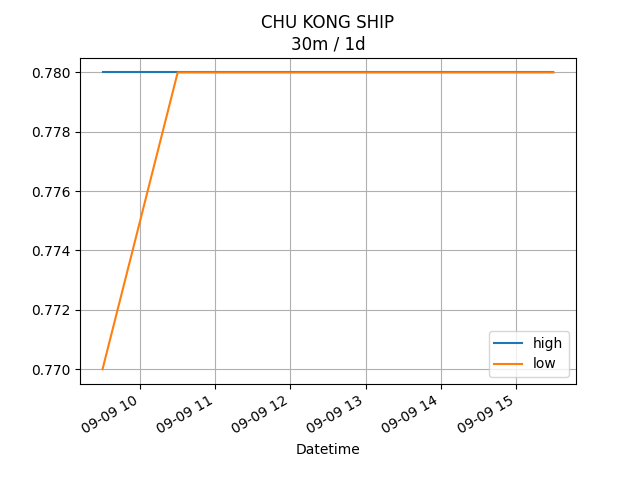 CHU KONG SHIP
30m / 1d
0.780
0.778
0.776
0.774
0.772
0.770
high
low
09-09 10
09-09 11
09-09 12
09-09 13
09-09 14
09-09 15
Datetime